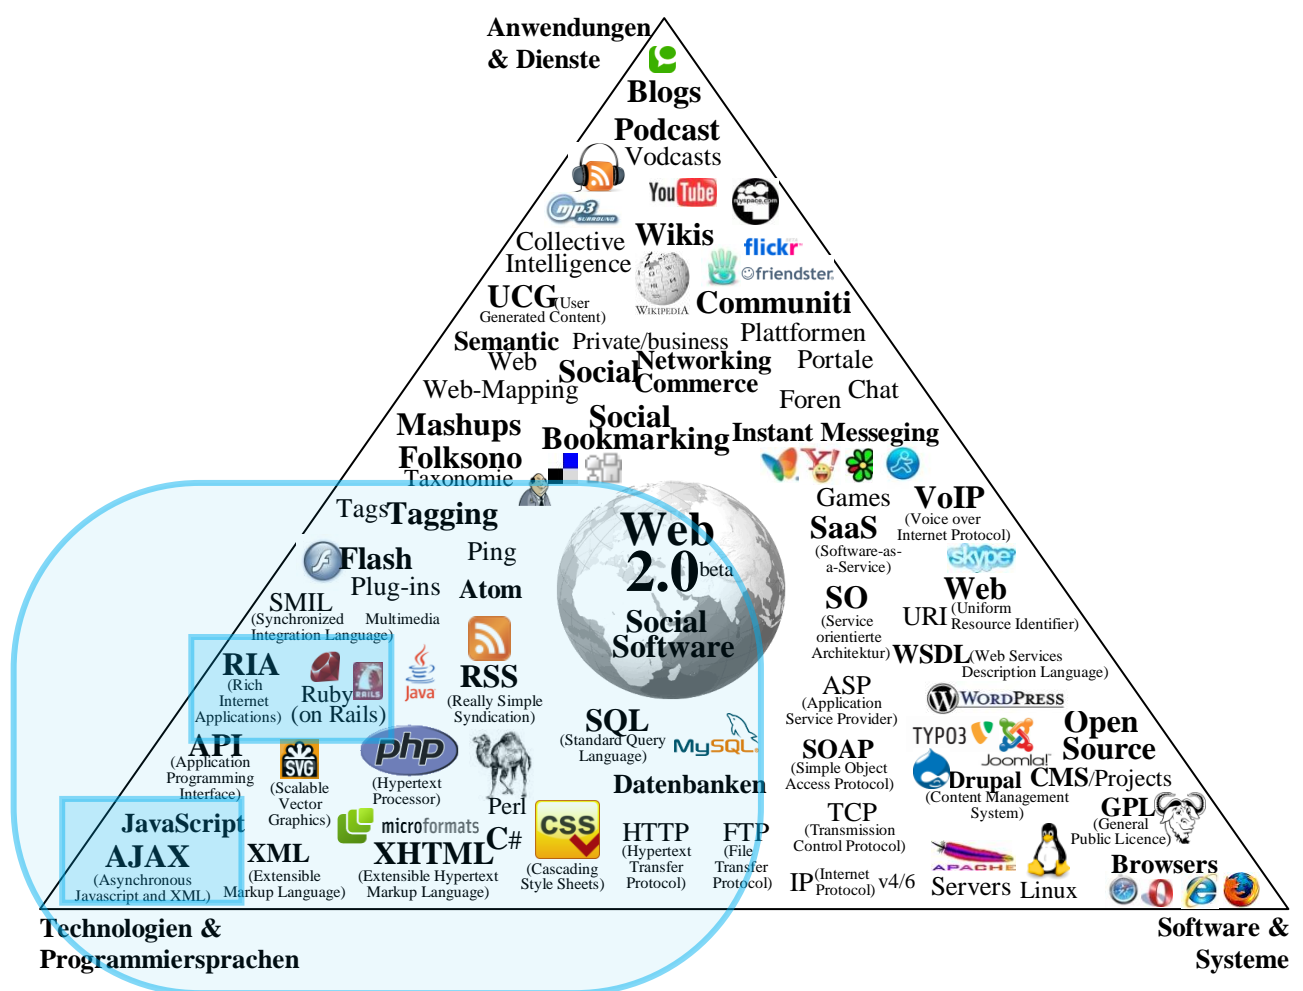 Anwendungen
& Dienste
Blogs
Podcast
Vodcasts
YouTube
myspace.com
mp3
SURROUND
Collective
Intelligence
Wikis
flickr
friendster.
WIKIPEDIA
UCG(User
Generated Content)
Communiti
Semantic
Web
Private/business
Plattformen
Social
Networking
Commerce
Portale
Web-Mapping
Foren
Chat
Mashups
Social
Bookmarking
Instant Messeging
Folksono
Taxonomie
Tags
Tagging
Games
VoIP
(Voice over
Internet Protocol)
Web
2.0beta
Social
Software
SaaS
(Software-as-
a-Service)
skype
Flash
Ping
Plug-ins
Atom
SMIL
(Synchronized Multimedia
Integration Language)
SO
(Service
orientierte
Architektur)
Web
URI (Uniform
Resource Identifier)
WSDL(Web Services
Description Language)
RIA
(Rich
Internet
Applications)
Ruby
(on Rails)
RAILS
Java
RSS
(Really Simple
Syndication)
ASP
(Application
Service Provider)
WORDPRESS
SQL
(Standard Query
Language)
MySQL
TYPO3
Joomla!
Open
Source
API
(Application
Programming
Interface)
SVG
(Scalable
Vector
Graphics)
php
(Hypertext
Processor)
Perl
Datenbanken
SOAP
(Simple Object
Access Protocol)
Drupal
CMS/Projects
(Content Management
System)
JavaScript
AJAX
(Asynchronous
Javascript and XML)
microformats
C#
CSS
(Cascading
Style Sheets)
XML
(Extensible
Markup Language)
XHTML
(Extensible Hypertext
Markup Language)
HTTP
(Hypertext
Transfer
Protocol)
FTP
(File
Transfer
Protocol)
TCP
(Transmission
Control Protocol)
GPL
(General
Public Licence)
IP(Internet
Protocol) v4/6
APACHE
Servers
Linux
Browsers
Technologien &
Programmiersprachen
Software &
Systeme